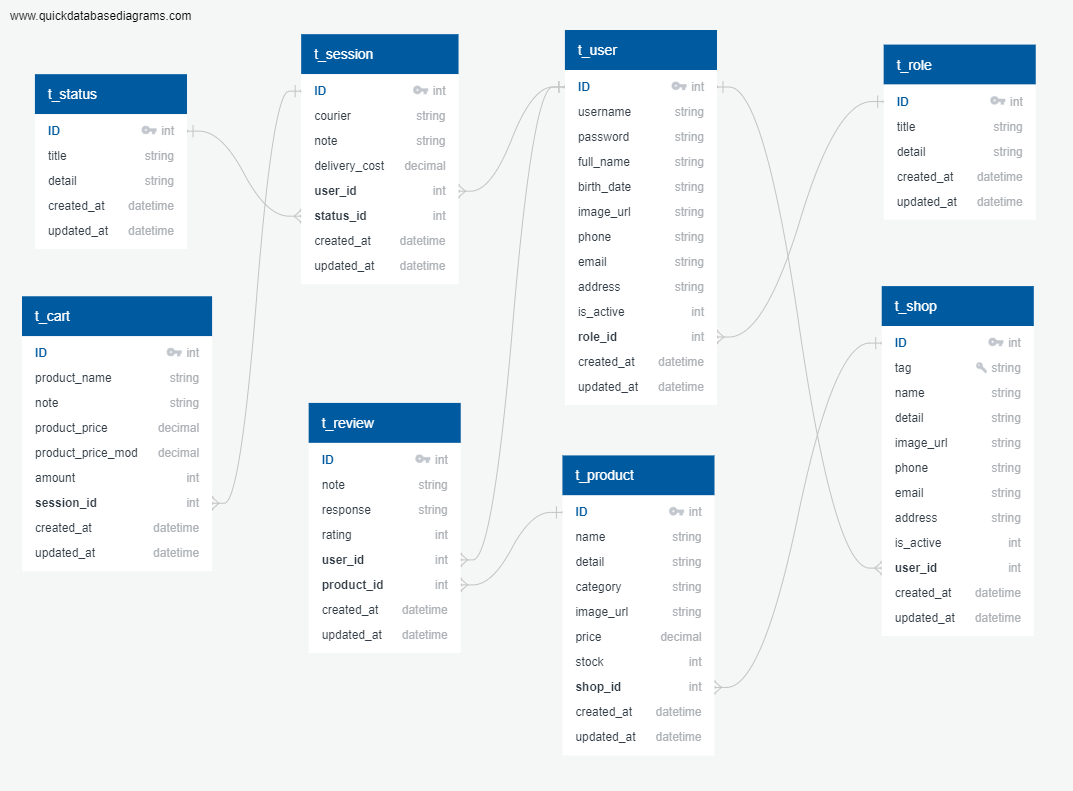 www.quickdatabasediagrams.com
t_status
ID int
title string
detail string
created_at datetime
updated_at datetime
t_session
ID int
courier string
note string
delivery_cost decimal
user_id int
status_id int
created_at datetime
updated_at datetime
t_user
ID int
username string
password string
full_name string
birth_date string
image_url string
phone string
email string
address string
is_active int
role_id int
created_at datetime
updated_at datetime
t_role
ID int
title string
detail string
created_at datetime
updated_at datetime
t_cart
ID int
product_name string
note string
product_price decimal
product_price_mod decimal
amount int
session_id int
created_at datetime
updated_at datetime
t_review
ID int
note string
response string
rating int
user_id int
product_id int
created_at datetime
updated_at datetime
t_product
ID int
name string
detail string
category string
image_url string
price decimal
stock int
shop_id int
created_at datetime
updated_at datetime
t_shop
ID int
tag string
name string
detail string
image_url string
phone string
email string
address string
is_active int
user_id int
created_at datetime
updated_at datetime